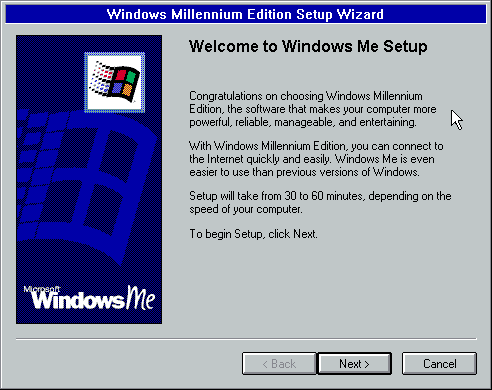 Windows Millennium Edition Setup Wizard
Welcome to Windows Me Setup
Congratulations on choosing Windows Millennium
Edition, the software that makes your computer more
powerful, reliable, manageable, and entertaining.
With Windows Millennium Edition, you can connect to
the Internet quickly and easily. Windows Me is even
easier to use than previous versions of Windows.
Setup will take from 30 to 60 minutes, depending on the
speed of your computer.
To begin Setup, click Next.
Microsoft
Windows Me
< Back
Next >
Cancel